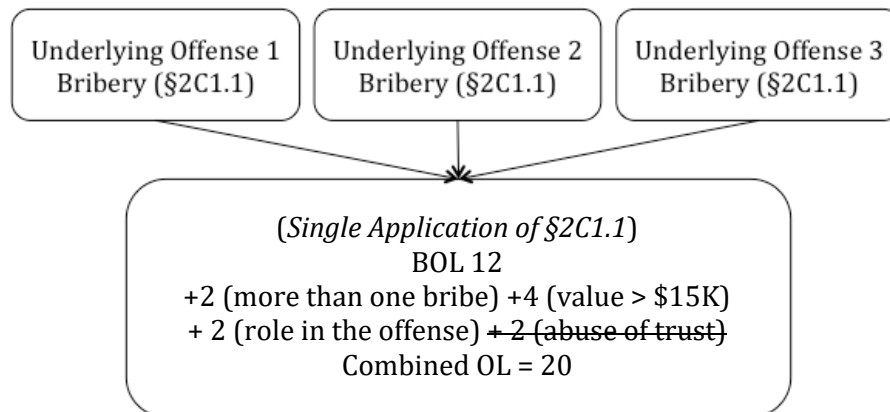 Underlying Offense 1
Bribery (§2C1.1)
Underlying Offense 2
Bribery (§2C1.1)
Underlying Offense 3
Bribery (§2C1.1)
(Single Application of §2C1.1)
BOL 12
+2 (more than one bribe) +4 (value > $15K)
+ 2 (role in the offense) + 2 (abuse of trust)
Combined OL = 20